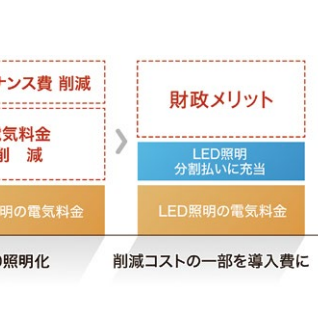 ナンス費 削減
電気料金
削　減
明の電気料金
財政メリット
LED照明
分割払いに充当
LED照明の電気料金
照明化
削減コストの一部を導入費に